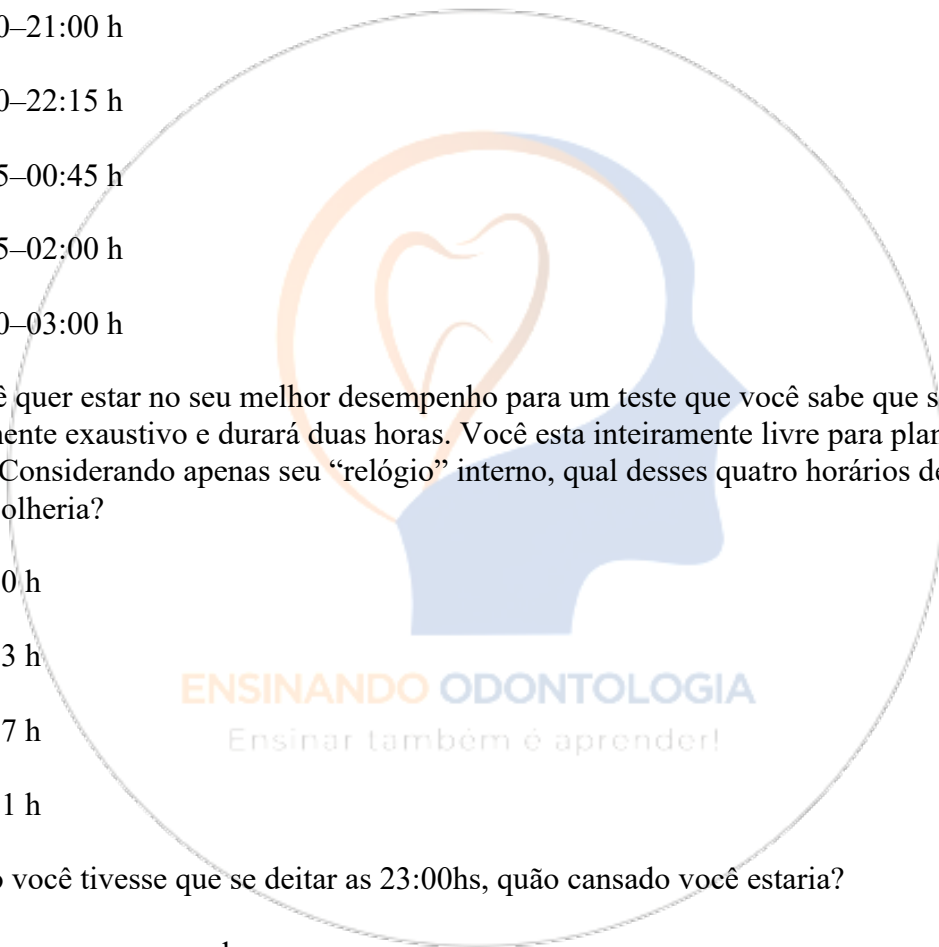 0–21:00 h
0–22:15 h
5–00:45 h
5–02:00 h
0–03:00 h
ê quer estar no seu melhor desempenho para um teste que você sabe que s
nente exaustivo e durará duas horas. Você esta inteiramente livre para plan
Considerando apenas seu “relógio” interno, qual desses quatro horários de
olheria?
0 h
3 h
7 h
1 h
ENSINANDO ODONTOLOGIA
Ensinar também é aprender!
o você tivesse que se deitar as 23:00hs, quão cansado você estaria?